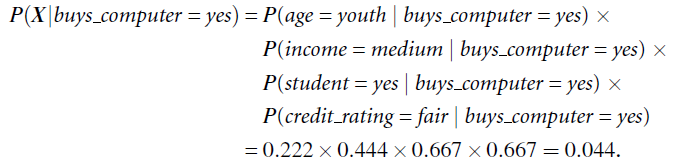 P(X|buys_computer = yes) = P(age = youth | buys_computer = yes) ×
P(income = medium | buys_computer = yes) ×
P(student = yes | buys_computer = yes) ×
P(credit_rating = fair | buys_computer = yes)
= 0.222 × 0.444 × 0.667 × 0.667 = 0.044.